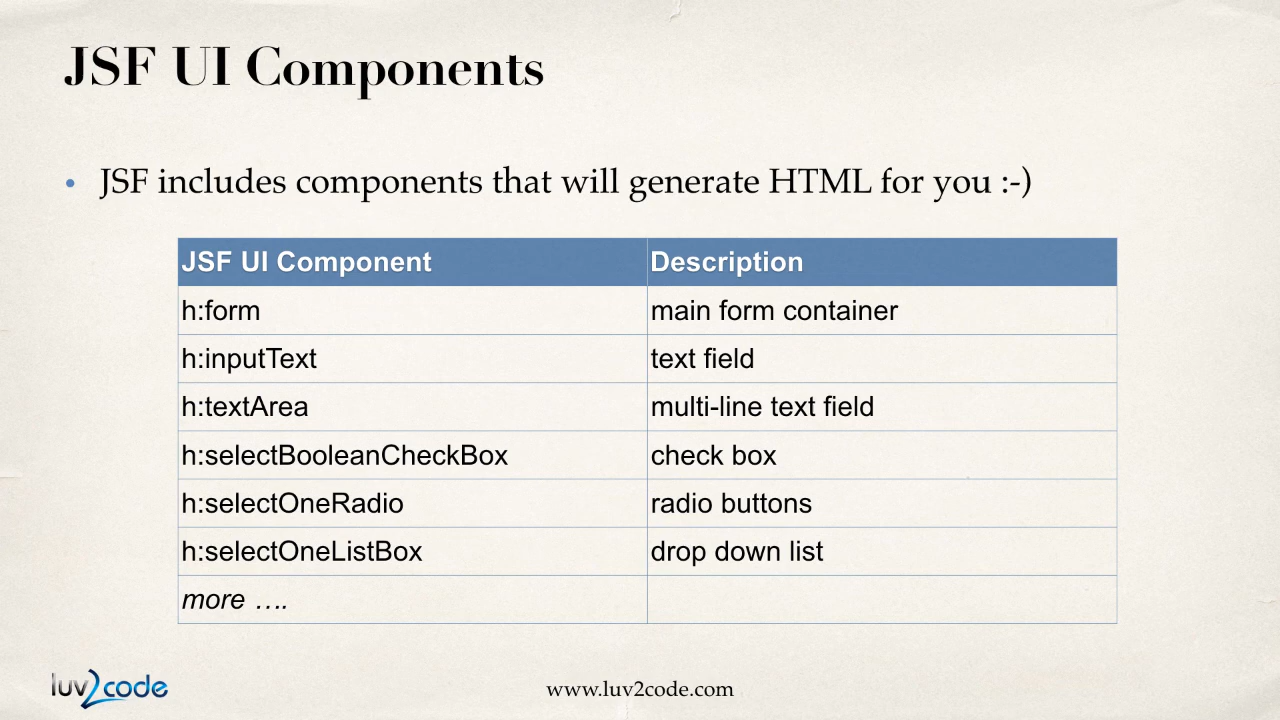 JSF UI Components
• JSF includes components that will generate HTML for you :-)
JSF UI Component Description
h:form main form container
h:inputText text field
h:textArea multi-line text field
h:selectBooleanCheckBox check box
h:selectOneRadio radio buttons
h:selectOneListBox drop down list
more ....
luv2code www.luv2code.com